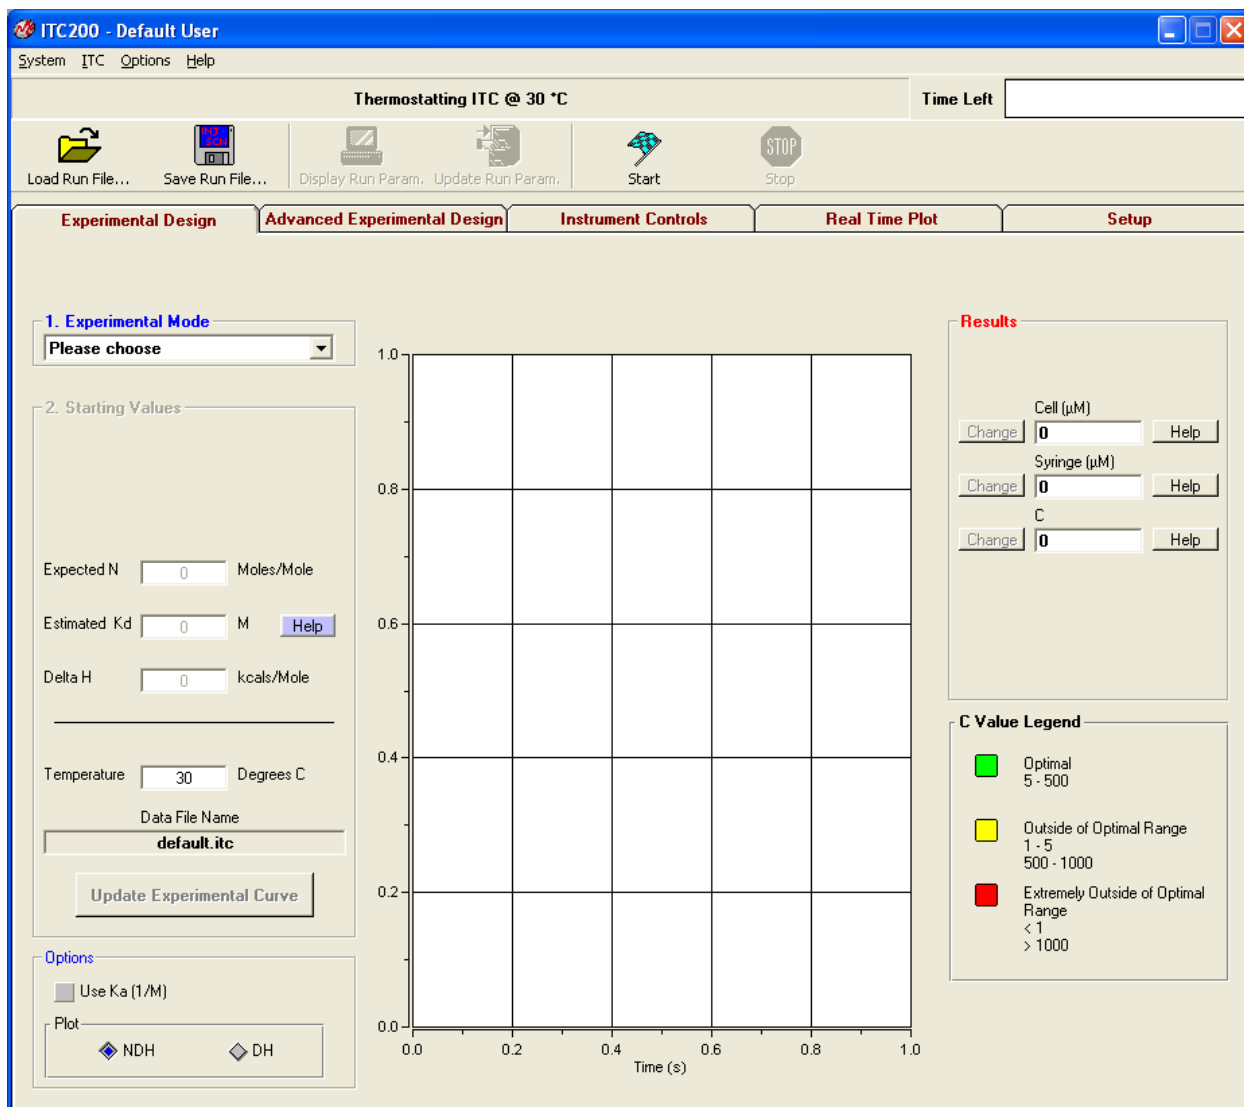 ITC200 - Default User
System ITC Options Help
Thermostatting ITC @ 30 °C
Time Left
Load Run File...
Save Run File...
Display Run Param.
Update Run Param.
Start
STOP
Stop
Experimental Design
Advanced Experimental Design
Instrument Controls
Real Time Plot
Setup
1. Experimental Mode
Please choose
2. Starting Values
Expected N 0 Moles/Mole
Estimated Kd 0 M Help
Delta H 0 kcals/Mole
Temperature 30 Degrees C
Data File Name
default.itc
Update Experimental Curve
Options
Use Ka (1/M)
Plot
NDH DH
1.0
0.8
0.6
0.4
0.2
0.0
0.0 0.2 0.4 0.6 0.8 1.0
Time (s)
Results
Cell (µM)
Change 0 Help
Syringe (µM)
Change 0 Help
C
Change 0 Help
C Value Legend
Optimal
5 - 500
Outside of Optimal Range
1 - 5
500 - 1000
Extremely Outside of Optimal
Range
< 1
> 1000